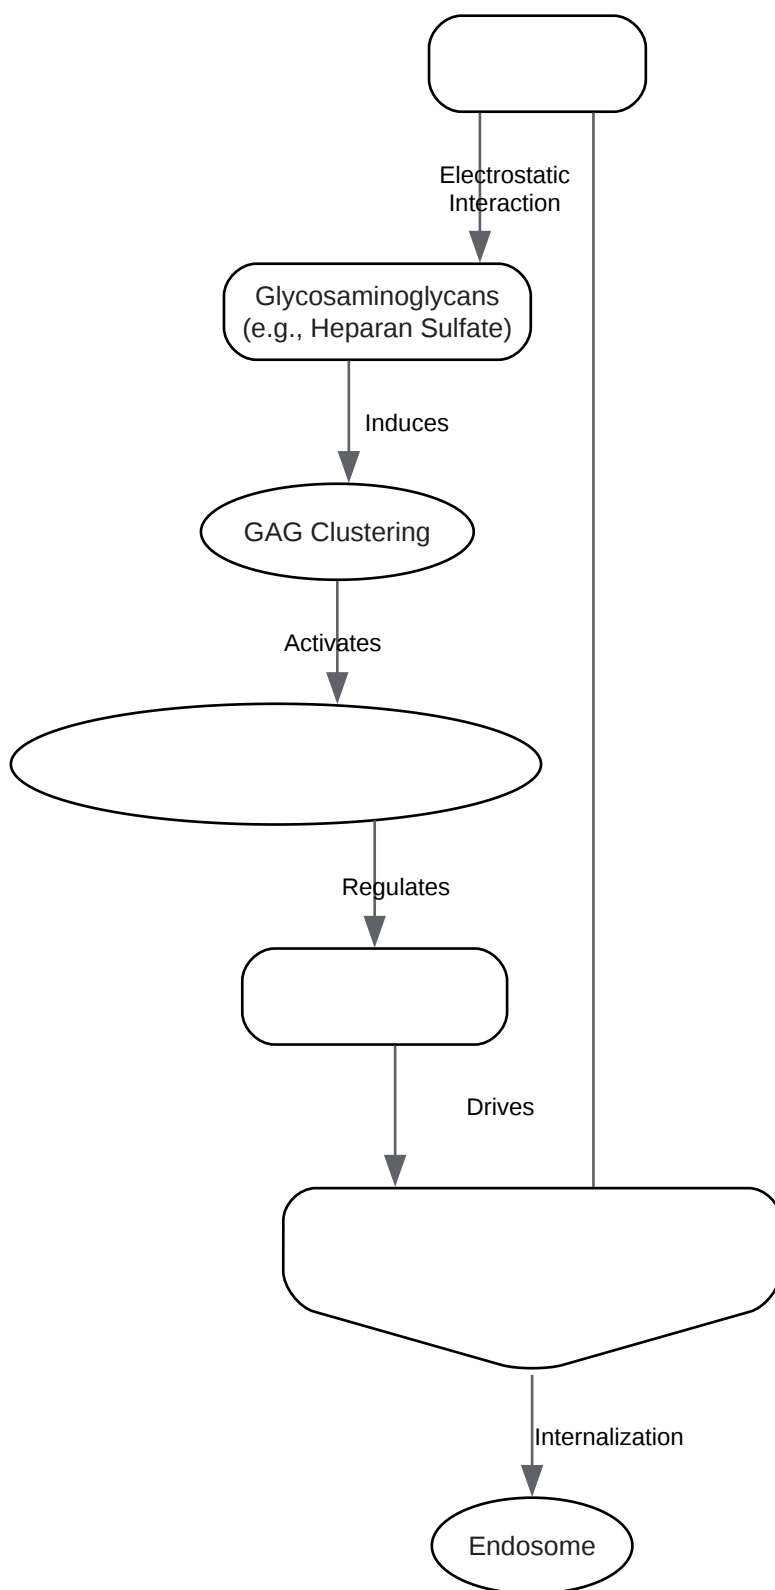 Electrostatic
Interaction
Glycosaminoglycans
(e.g., Heparan Sulfate)
Induces
GAG Clustering
Activates
Regulates
Drives
Internalization
Endosome